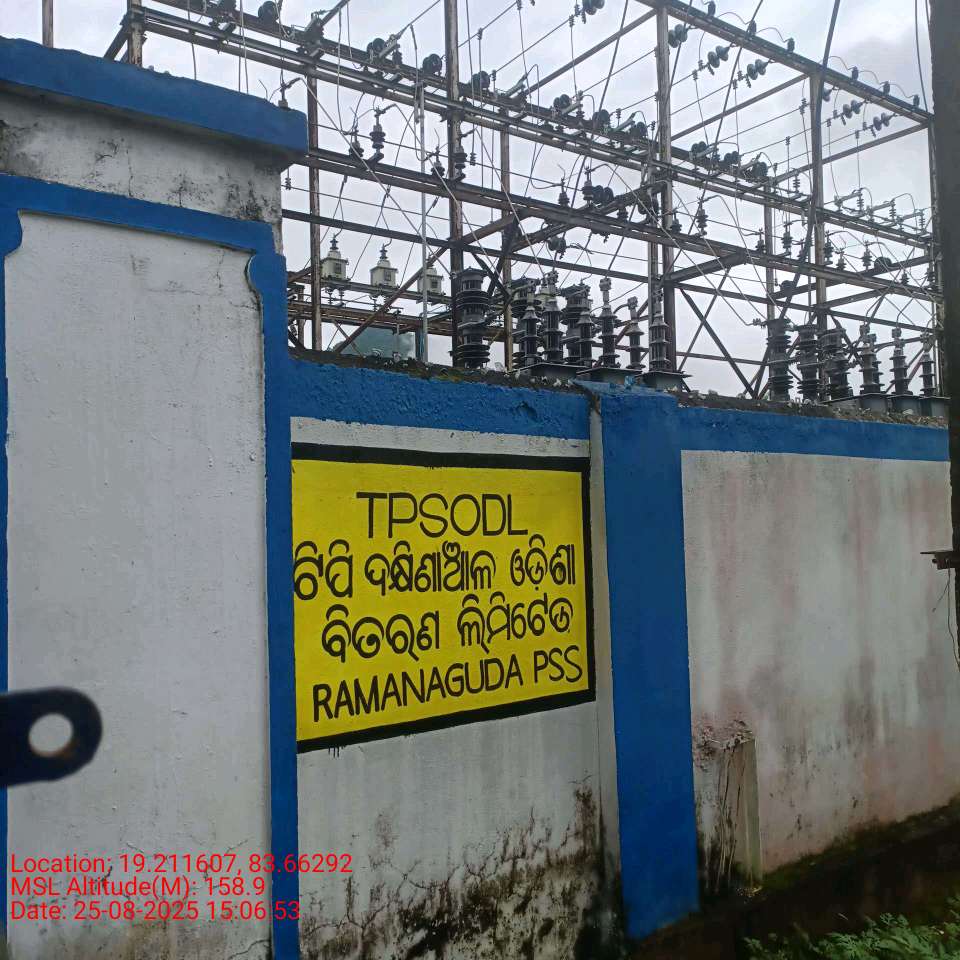 TPSODL
ଟିପି ଦକ୍ଷିଣାଞ୍ଚଳ ଓଡ଼ିଶା
ବିତରଣ ଲିମିଟେଡ
RAMANAGUDA PSS
Location: 19.211607, 83.66292
MSL Altitude(M): 158.9
Date: 25-08-2025 15:06:53